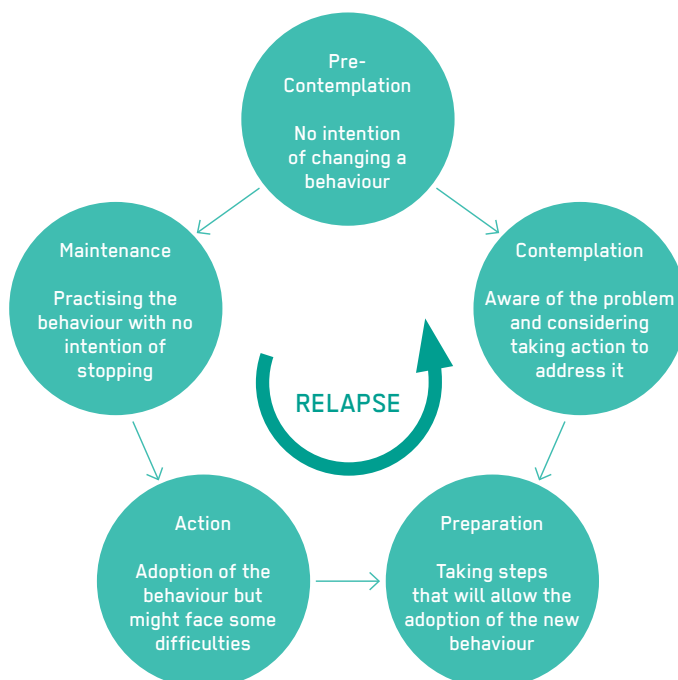 Pre-
Contemplation
No intention
of changing a
behaviour
Maintenance
Practising the
behaviour with no
intention of
stopping
Contemplation
Aware of the problem
and considering
taking action to
address it
RELAPSE
Action
Adoption of the
behaviour but
might face some
difficulties
Preparation
Taking steps
that will allow the
adoption of the new
behaviour